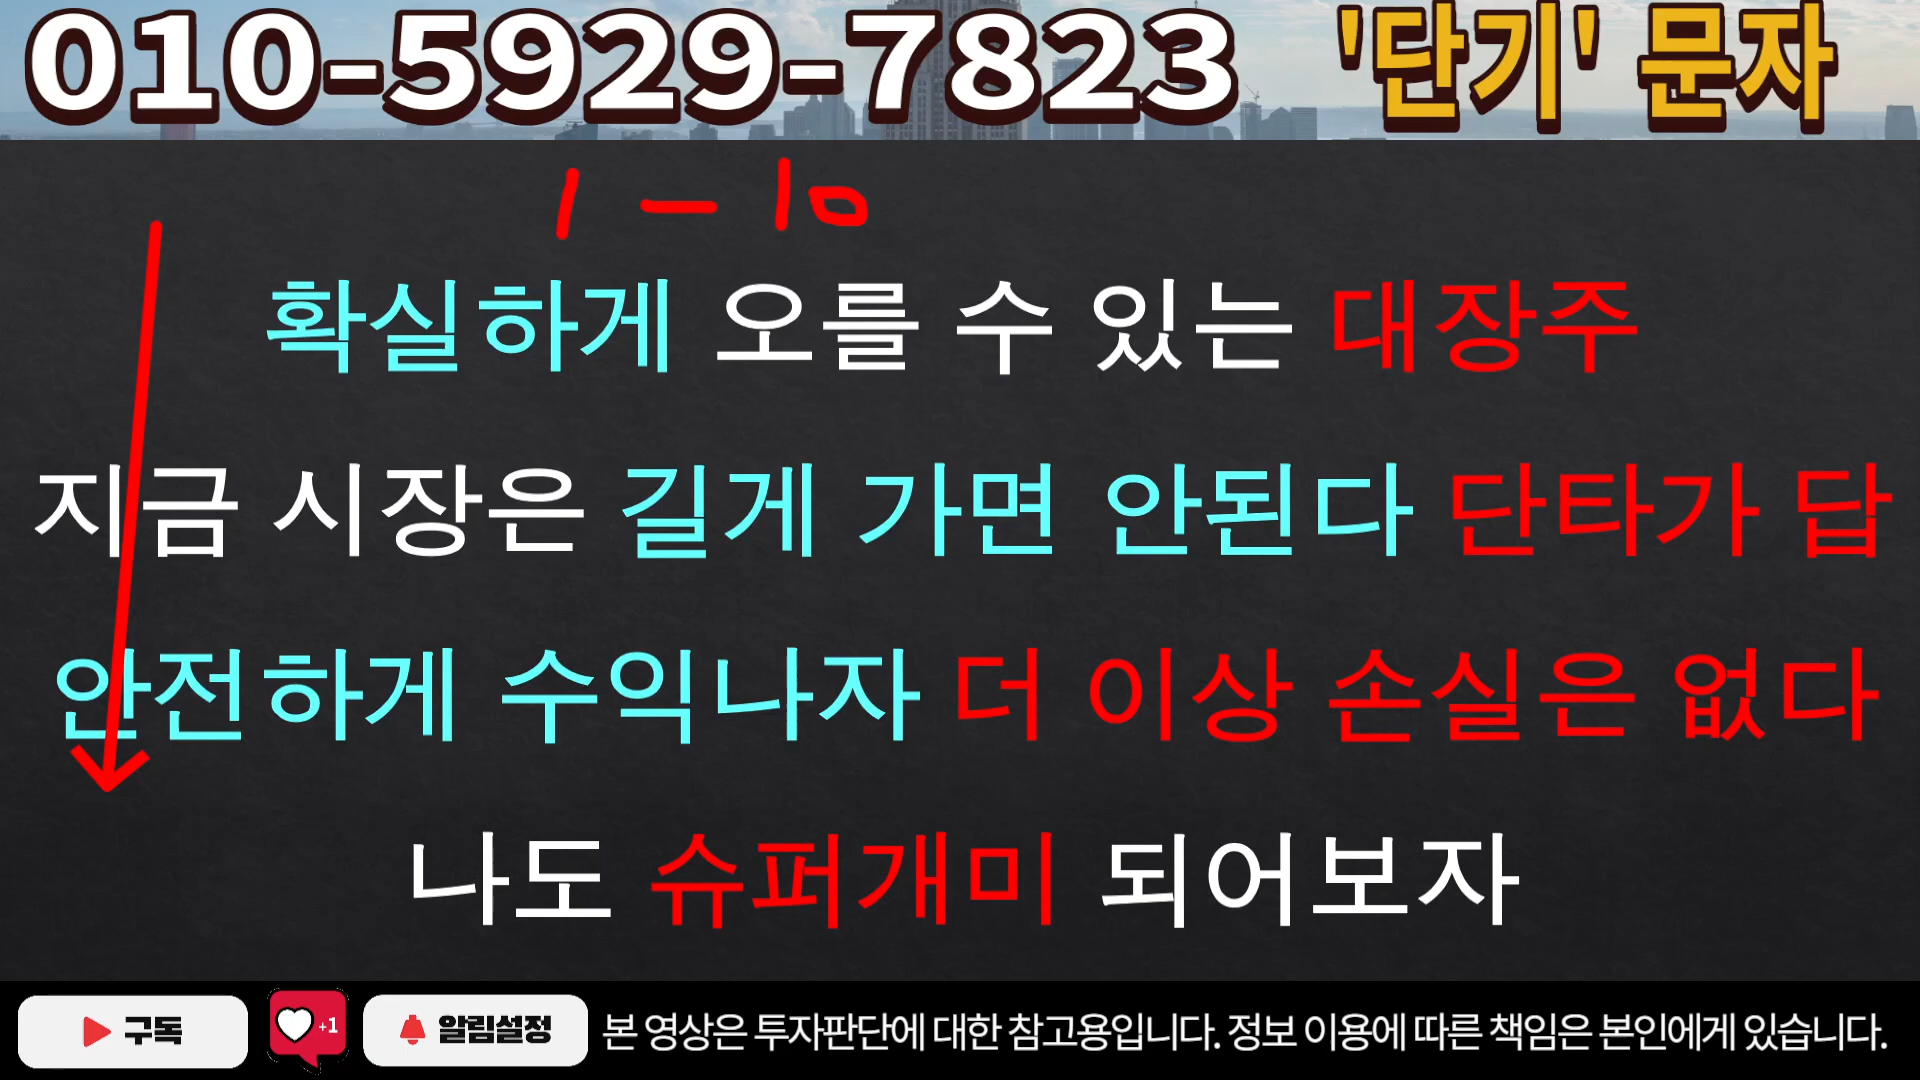 010-5929-7823 '단기' 문자
1 - 10
확실하게 오를 수 있는 대장주
지금 시장은 길게 가면 안된다 단타가 답
안전하게 수익나자 더 이상 손실은 없다
나도 슈퍼개미 되어보자
구독 +1 알림설정 본 영상은 투자판단에 대한 참고용입니다. 정보 이용에 따른 책임은 본인에게 있습니다.